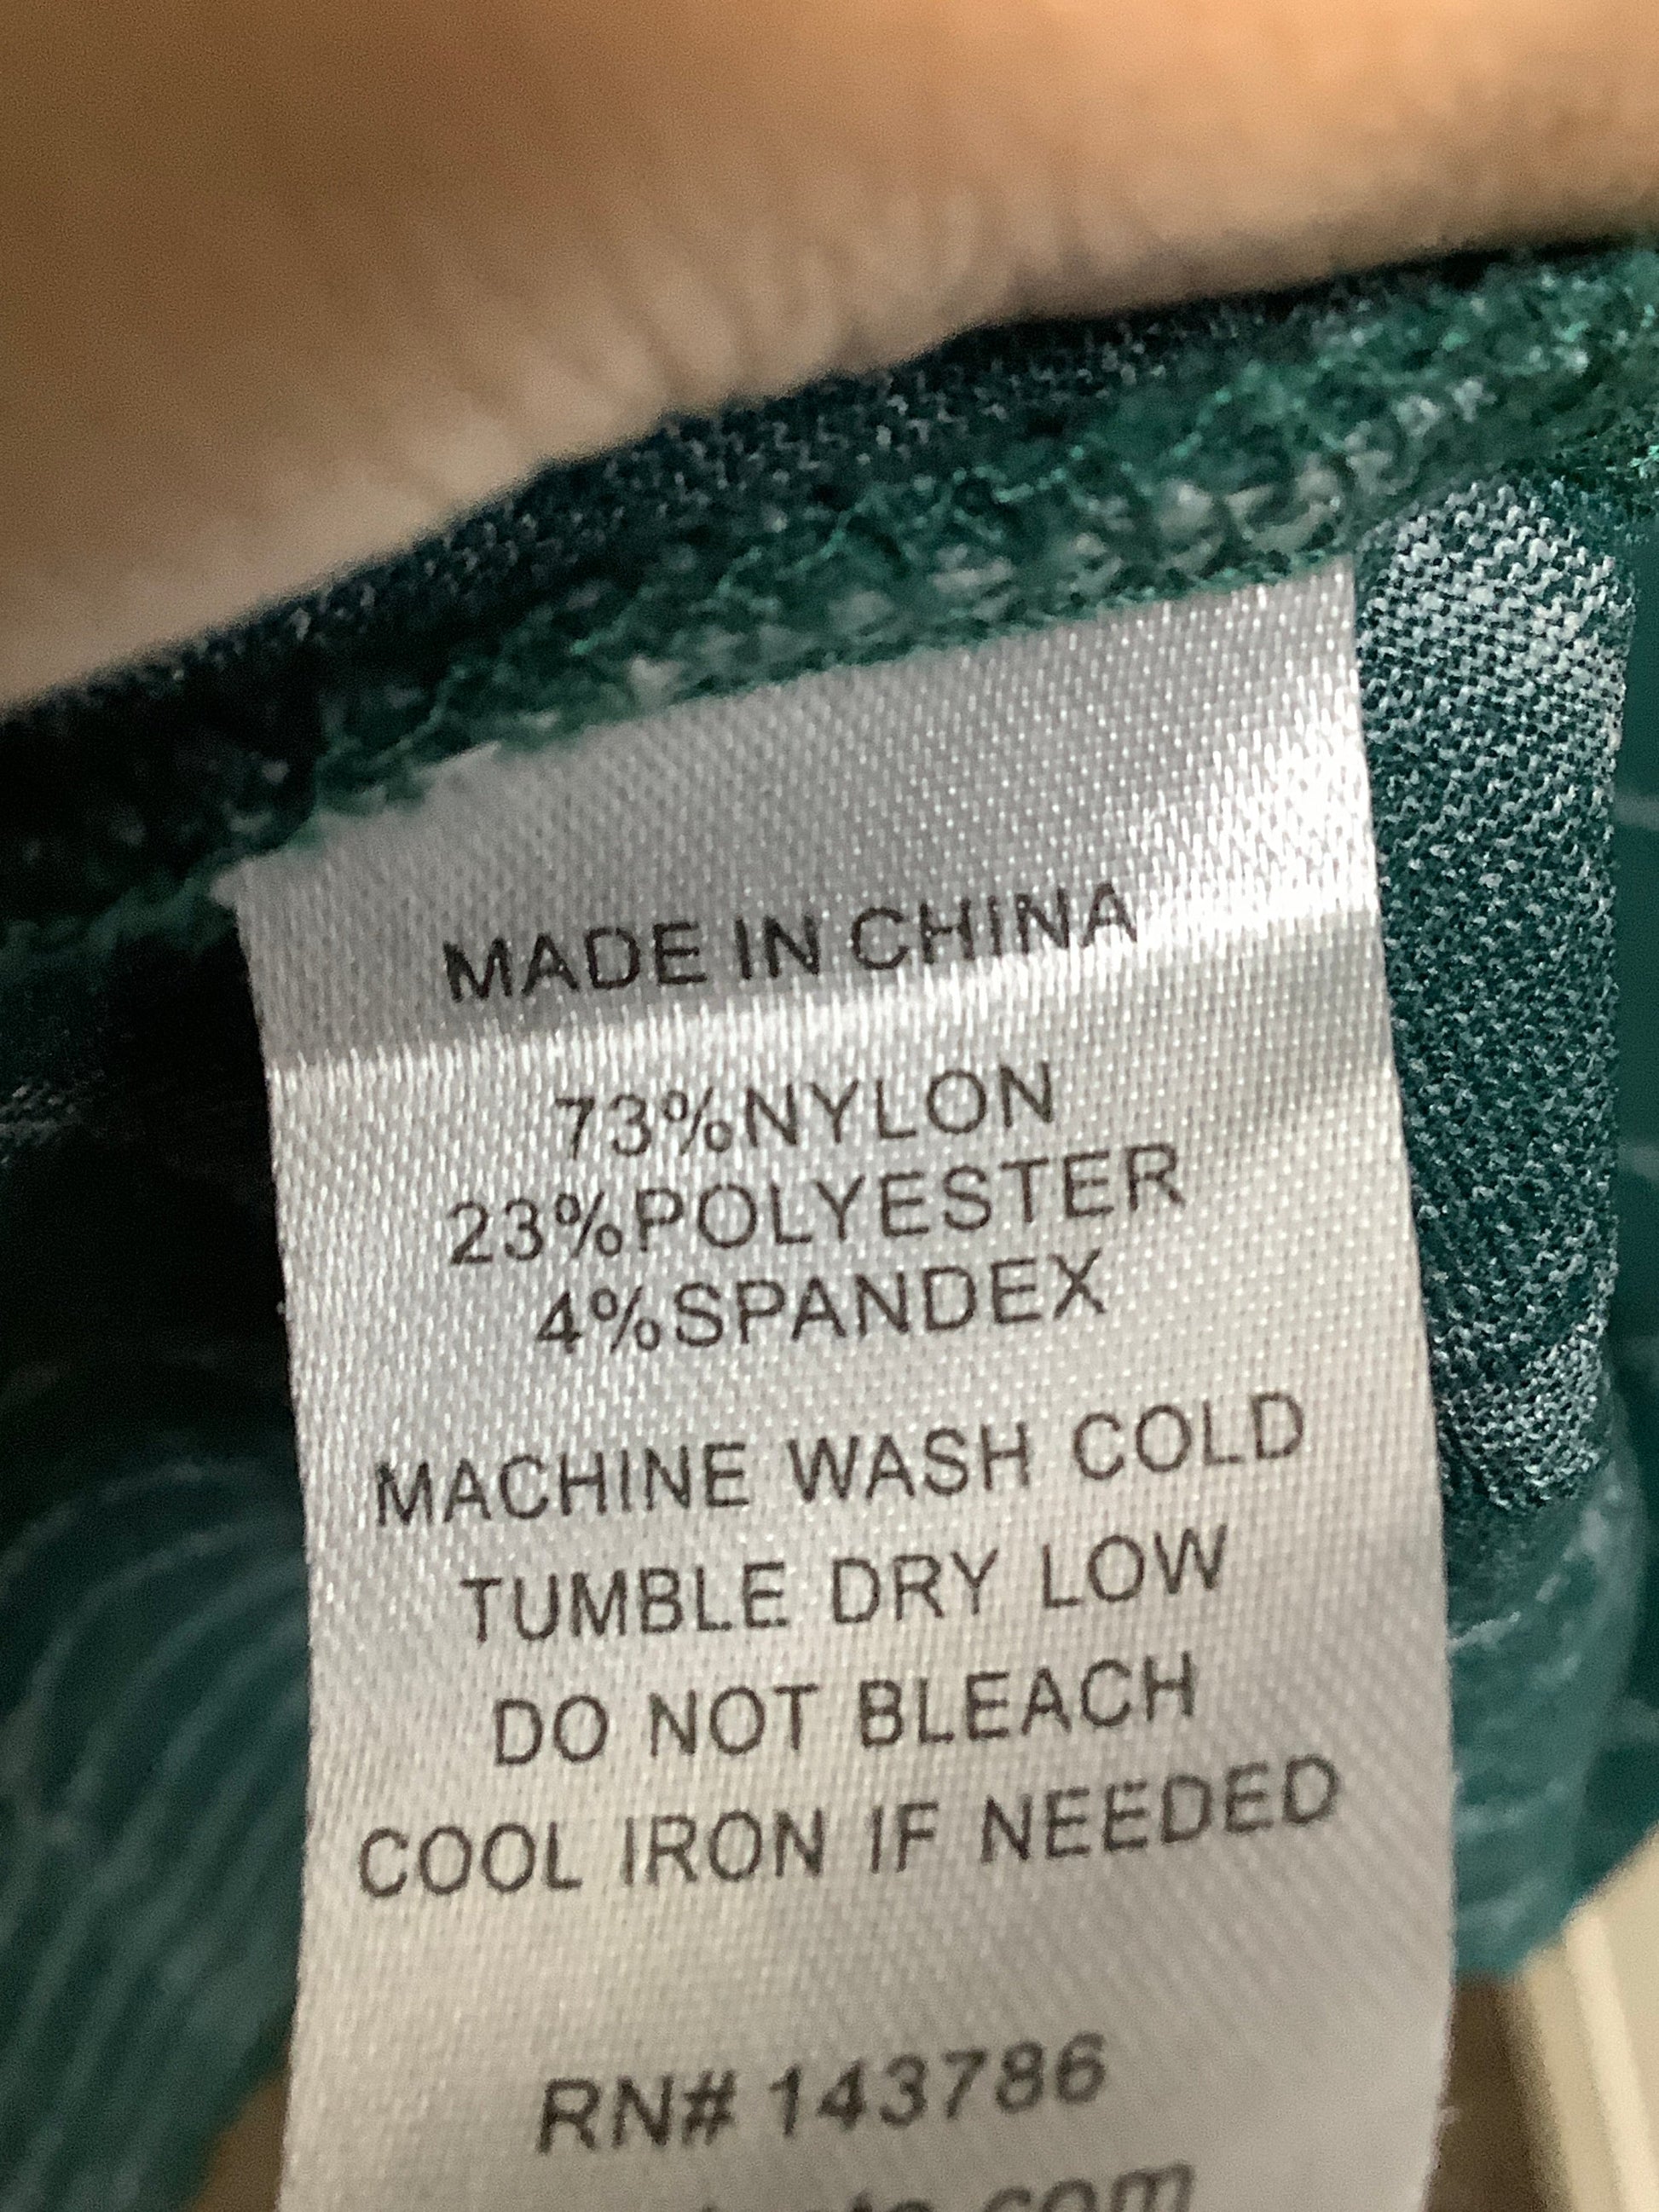 MADE IN CHINA
73%NYLON
23%POLYESTER
4%SPANDEX
MACHINE WASH COLD
TUMBLE DRY LOW
DO NOT BLEACH
COOL IRON IF NEEDED
RN# 143786